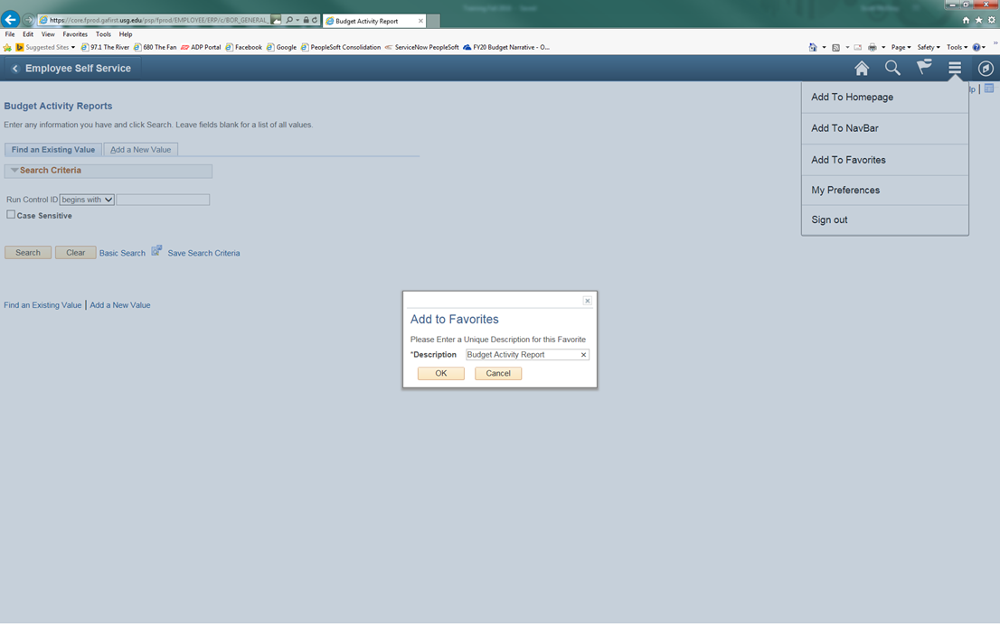 https://core.fprod.gafirst.usg.edu/psp/fprod/EMPLOYEE/ERP/c/BOR_GENERAL_
Budget Activity Report
File Edit View Favorites Tools Help
Suggested Sites 97.1 The River 680 The Fan ADP Portal Facebook Google PeopleSoft Consolidation ServiceNow PeopleSoft FY20 Budget Narrative - O... Page Safety Tools
Employee Self Service
Add To Homepage
Add To NavBar
Add To Favorites
My Preferences
Sign out
Budget Activity Reports
Enter any information you have and click Search. Leave fields blank for a list of all values.
Find an Existing Value Add a New Value
Search Criteria
Run Control ID begins with
Case Sensitive
Search Clear Basic Search Save Search Criteria
Find an Existing Value | Add a New Value
Add to Favorites
Please Enter a Unique Description for this Favorite
*Description Budget Activity Report
OK Cancel